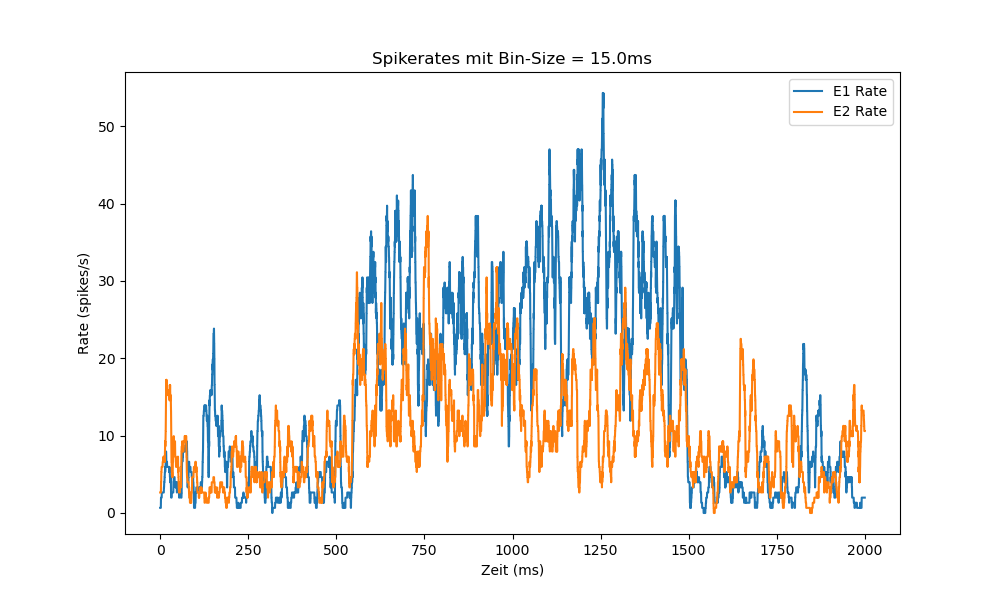 Spikerates mit Bin-Size = 15.0ms
E1 Rate
E2 Rate
50
40
30
20
10
0
Rate (spikes/s)
0 250 500 750 1000 1250 1500 1750 2000
Zeit (ms)